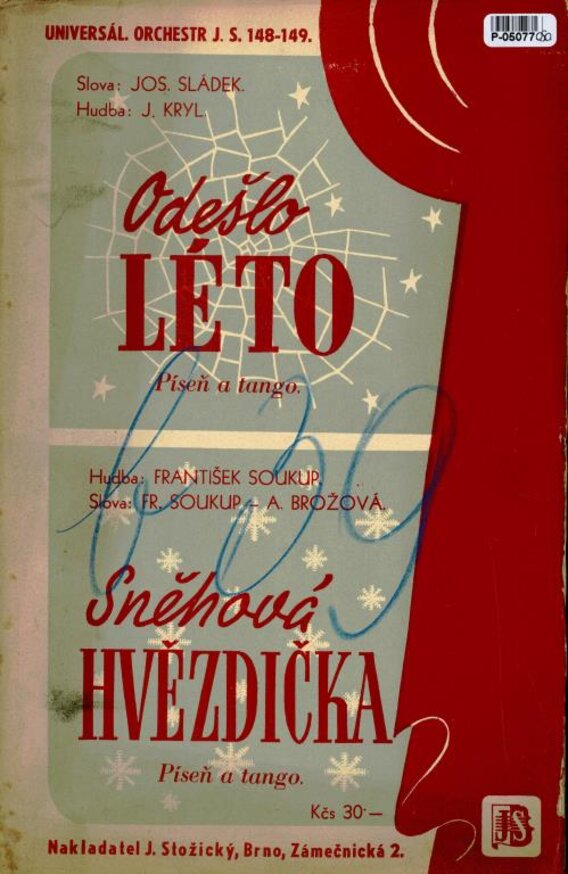 UNIVERSÁL. ORCHESTR J. S. 148-149.
P-05077
Slova: JOS. SLÁDEK.
Hudba: J. KRYL.
Odešlo
LÉTO
Píseň a tango.
Hudba: FRANTIŠEK SOUKUP.
Slova: FR. SOUKUP - A. BROŽOVÁ.
639
Sněhová
HVĚZDIČKA
Píseň a tango.
Kčs 30·—
JS
Nakladatel J. Stožický, Brno, Zámečnická 2.